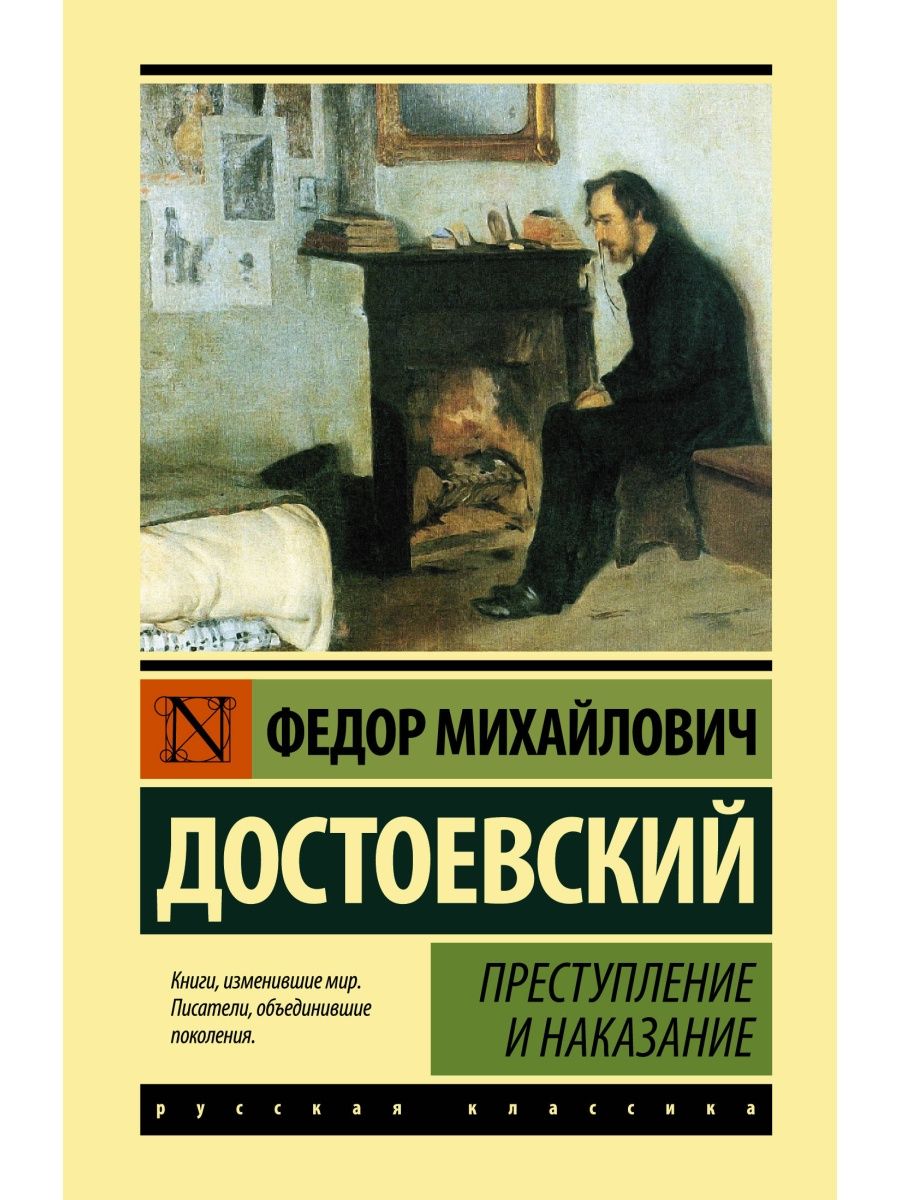 N
ФЕДОР МИХАЙЛОВИЧ
ДОСТОЕВСКИЙ
Книги, изменившие мир.
Писатели, объединившие
поколения.
ПРЕСТУПЛЕНИЕ
И НАКАЗАНИЕ
русская классика